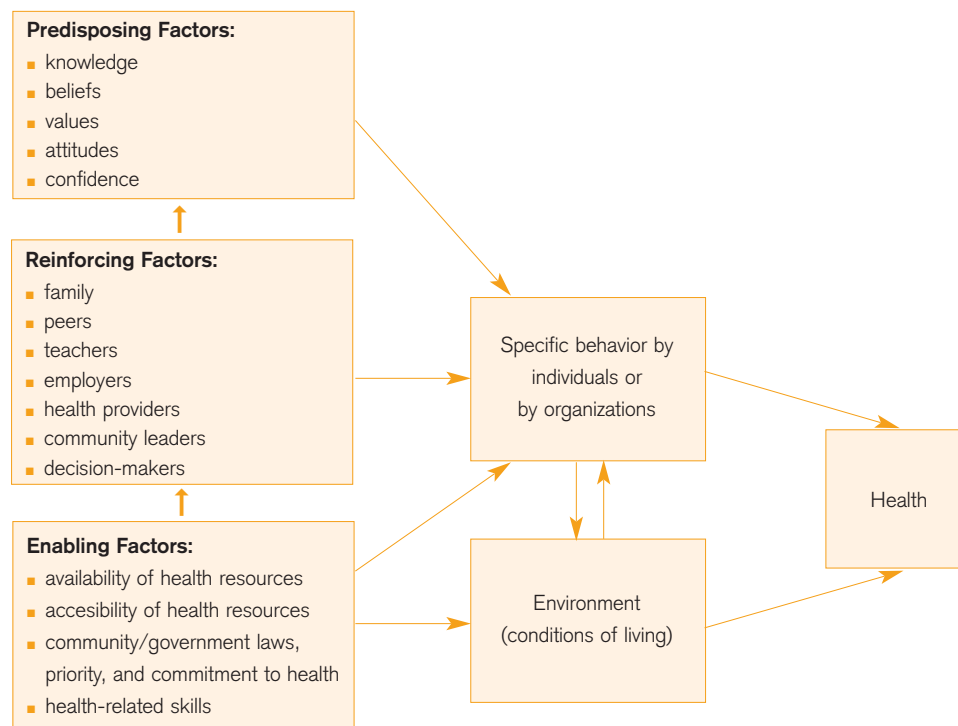 Predisposing Factors:
▪ knowledge
▪ beliefs
▪ values
▪ attitudes
▪ confidence
Reinforcing Factors:
▪ family
▪ peers
▪ teachers
▪ employers
▪ health providers
▪ community leaders
▪ decision-makers
Enabling Factors:
▪ availability of health resources
▪ accesibility of health resources
▪ community/government laws,
priority, and commitment to health
▪ health-related skills
Specific behavior by
individuals or
by organizations
Environment
(conditions of living)
Health